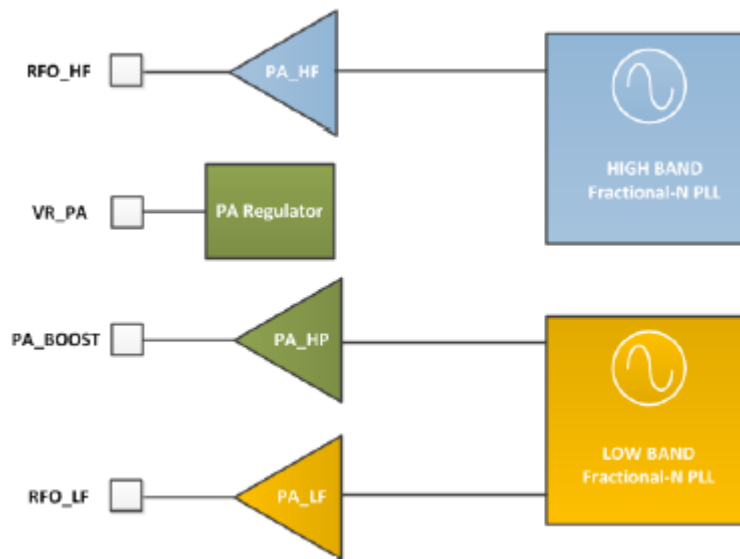 RFO_HF
PA_HF
HIGH BAND
Fractional-N PLL
VR_PA
PA Regulator
PA_BOOST
PA_HP
LOW BAND
Fractional-N PLL
RFO_LF
PA_LF